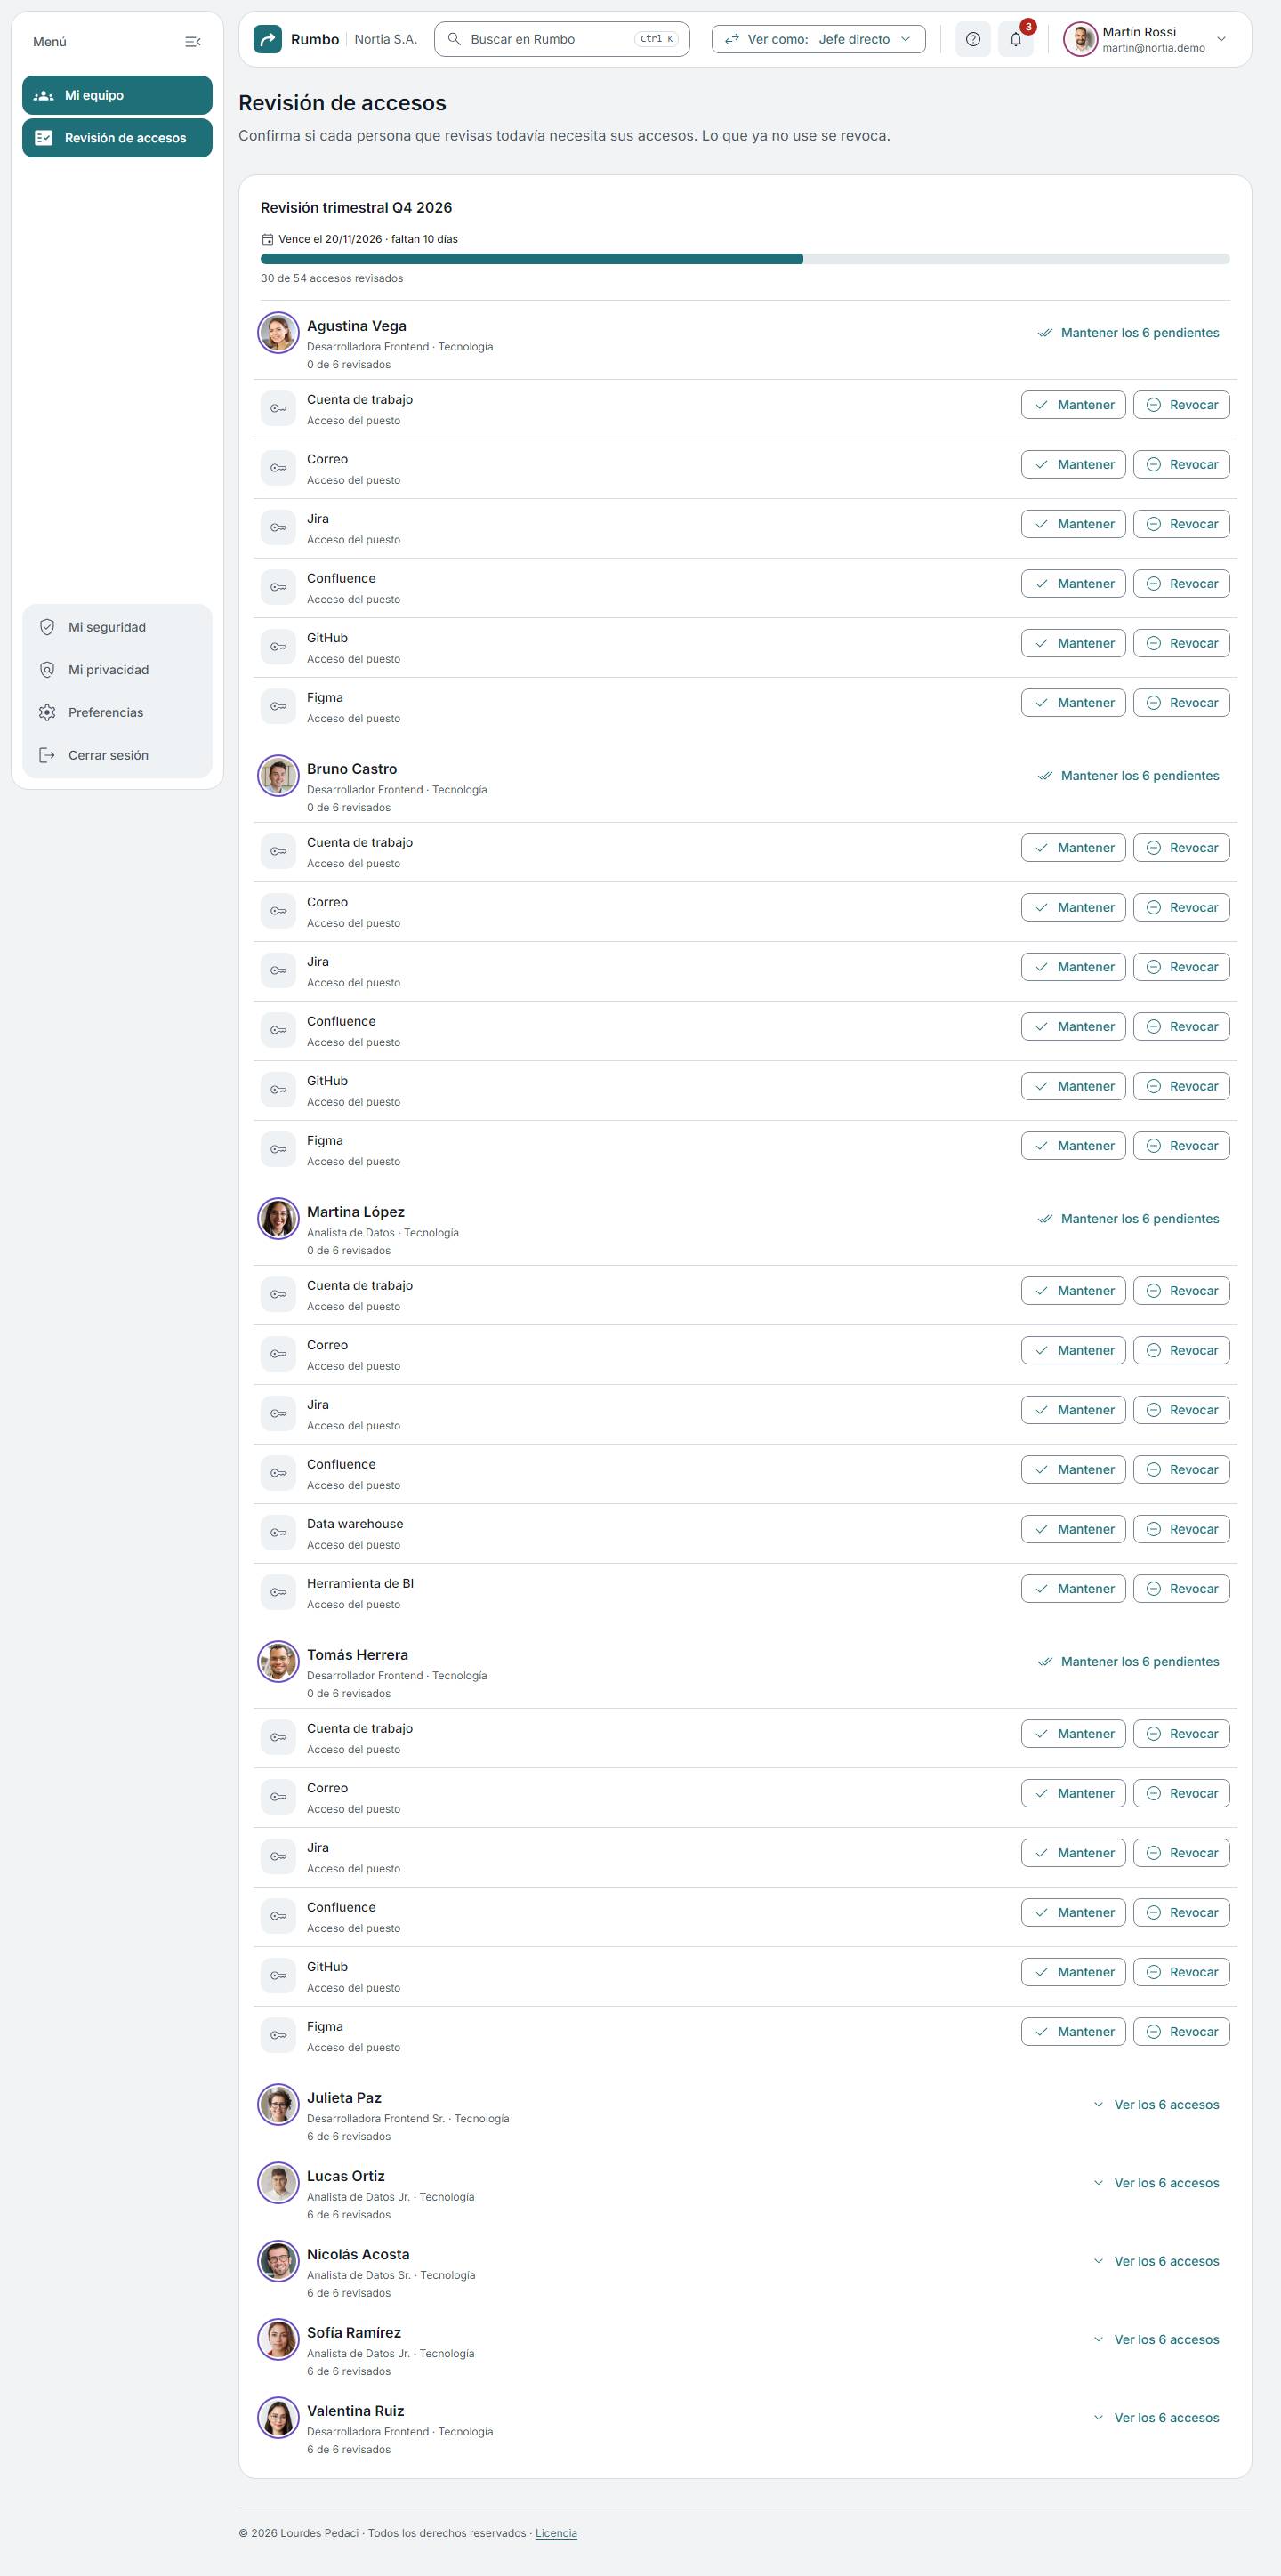 Menú
Mi equipo
Revisión de accesos
Mi seguridad
Mi privacidad
Preferencias
Cerrar sesión
Rumbo Nortia S.A. Buscar en Rumbo Ctrl K Ver como: Jefe directo 3 Martín Rossi
martin@nortia.demo
Revisión de accesos
Confirma si cada persona que revisas todavía necesita sus accesos. Lo que ya no use se revoca.
Revisión trimestral Q4 2026
Vence el 20/11/2026 · faltan 10 días
30 de 54 accesos revisados
Agustina Vega
Desarrolladora Frontend · Tecnología
0 de 6 revisados
Mantener los 6 pendientes
Cuenta de trabajo
Acceso del puesto
Mantener Revocar
Correo
Acceso del puesto
Mantener Revocar
Jira
Acceso del puesto
Mantener Revocar
Confluence
Acceso del puesto
Mantener Revocar
GitHub
Acceso del puesto
Mantener Revocar
Figma
Acceso del puesto
Mantener Revocar
Bruno Castro
Desarrollador Frontend · Tecnología
0 de 6 revisados
Mantener los 6 pendientes
Cuenta de trabajo
Acceso del puesto
Mantener Revocar
Correo
Acceso del puesto
Mantener Revocar
Jira
Acceso del puesto
Mantener Revocar
Confluence
Acceso del puesto
Mantener Revocar
GitHub
Acceso del puesto
Mantener Revocar
Figma
Acceso del puesto
Mantener Revocar
Martina López
Analista de Datos · Tecnología
0 de 6 revisados
Mantener los 6 pendientes
Cuenta de trabajo
Acceso del puesto
Mantener Revocar
Correo
Acceso del puesto
Mantener Revocar
Jira
Acceso del puesto
Mantener Revocar
Confluence
Acceso del puesto
Mantener Revocar
Data warehouse
Acceso del puesto
Mantener Revocar
Herramienta de BI
Acceso del puesto
Mantener Revocar
Tomás Herrera
Desarrollador Frontend · Tecnología
0 de 6 revisados
Mantener los 6 pendientes
Cuenta de trabajo
Acceso del puesto
Mantener Revocar
Correo
Acceso del puesto
Mantener Revocar
Jira
Acceso del puesto
Mantener Revocar
Confluence
Acceso del puesto
Mantener Revocar
GitHub
Acceso del puesto
Mantener Revocar
Figma
Acceso del puesto
Mantener Revocar
Julieta Paz
Desarrolladora Frontend Sr. · Tecnología
6 de 6 revisados
Ver los 6 accesos
Lucas Ortiz
Analista de Datos Jr. · Tecnología
6 de 6 revisados
Ver los 6 accesos
Nicolás Acosta
Analista de Datos Sr. · Tecnología
6 de 6 revisados
Ver los 6 accesos
Sofía Ramírez
Analista de Datos Jr. · Tecnología
6 de 6 revisados
Ver los 6 accesos
Valentina Ruiz
Desarrolladora Frontend · Tecnología
6 de 6 revisados
Ver los 6 accesos
© 2026 Lourdes Pedaci · Todos los derechos reservados · Licencia